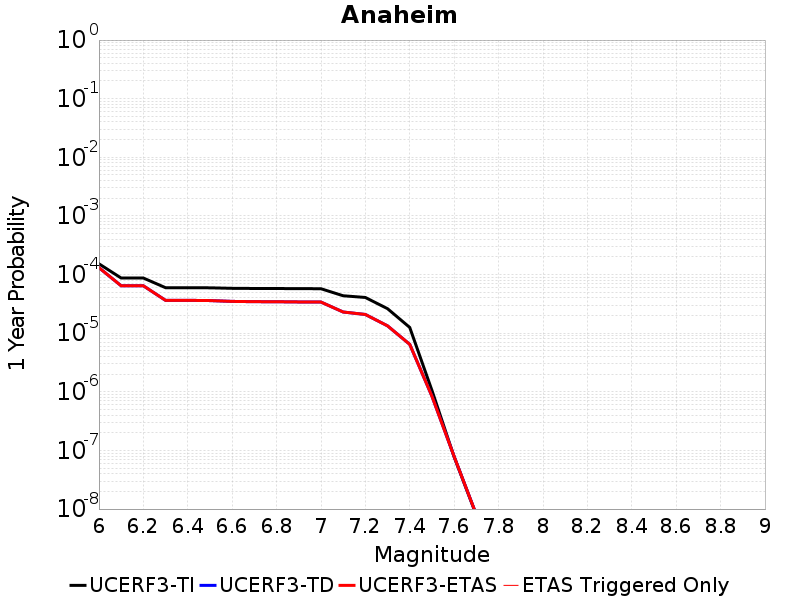 Anaheim
10^0
10^-1
10^-2
10^-3
10^-4
10^-5
10^-6
10^-7
10^-8
1 Year Probability
6 6.2 6.4 6.6 6.8 7 7.2 7.4 7.6 7.8 8 8.2 8.4 8.6 8.8 9
Magnitude
UCERF3-TI UCERF3-TD UCERF3-ETAS ETAS Triggered Only